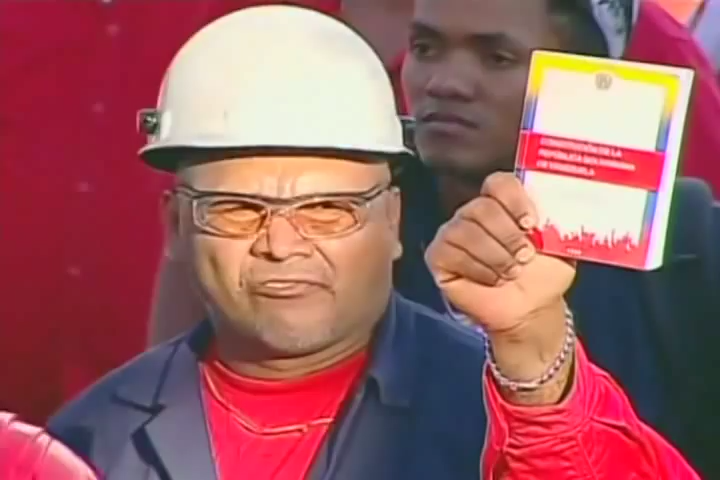 CONSTITUCIÓN DE LA
REPÚBLICA BOLIVARIANA
DE VENEZUELA